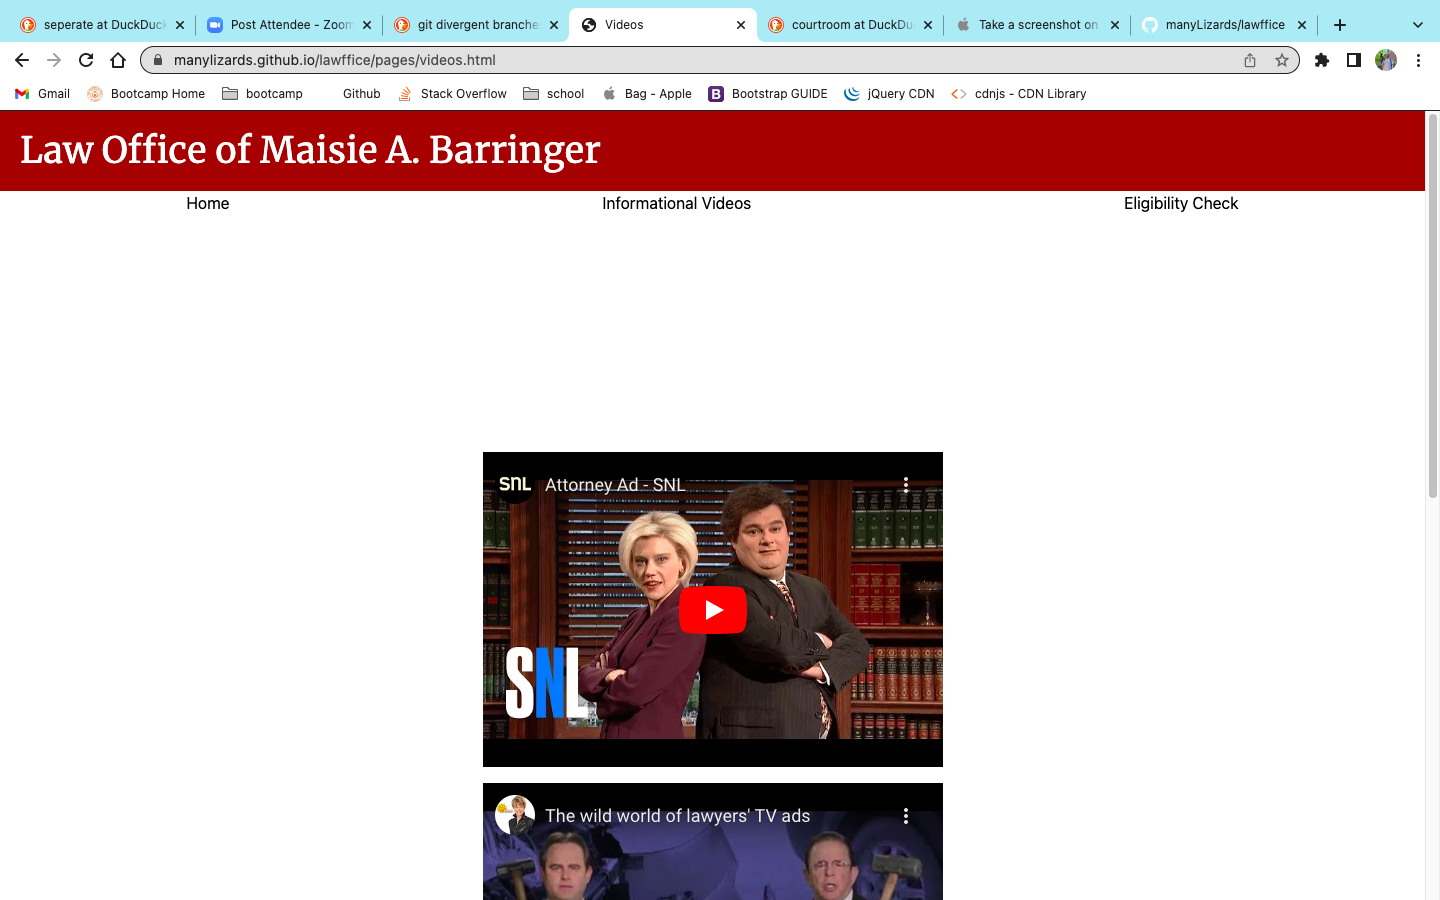 seperate at DuckDuck
Post Attendee - Zoom
git divergent branche
Videos
courtroom at DuckDu
Take a screenshot on
manyLizards/lawffice
manylizards.github.io/lawffice/pages/videos.html
Gmail
Bootcamp Home
bootcamp
Github
Stack Overflow
school
Bag - Apple
B
Bootstrap GUIDE
jQuery CDN
cdnjs - CDN Library
Law Office of Maisie A. Barringer
Home
Informational Videos
Eligibility Check
SNL
Attorney Ad - SNL
SNL
The wild world of lawyers' TV ads